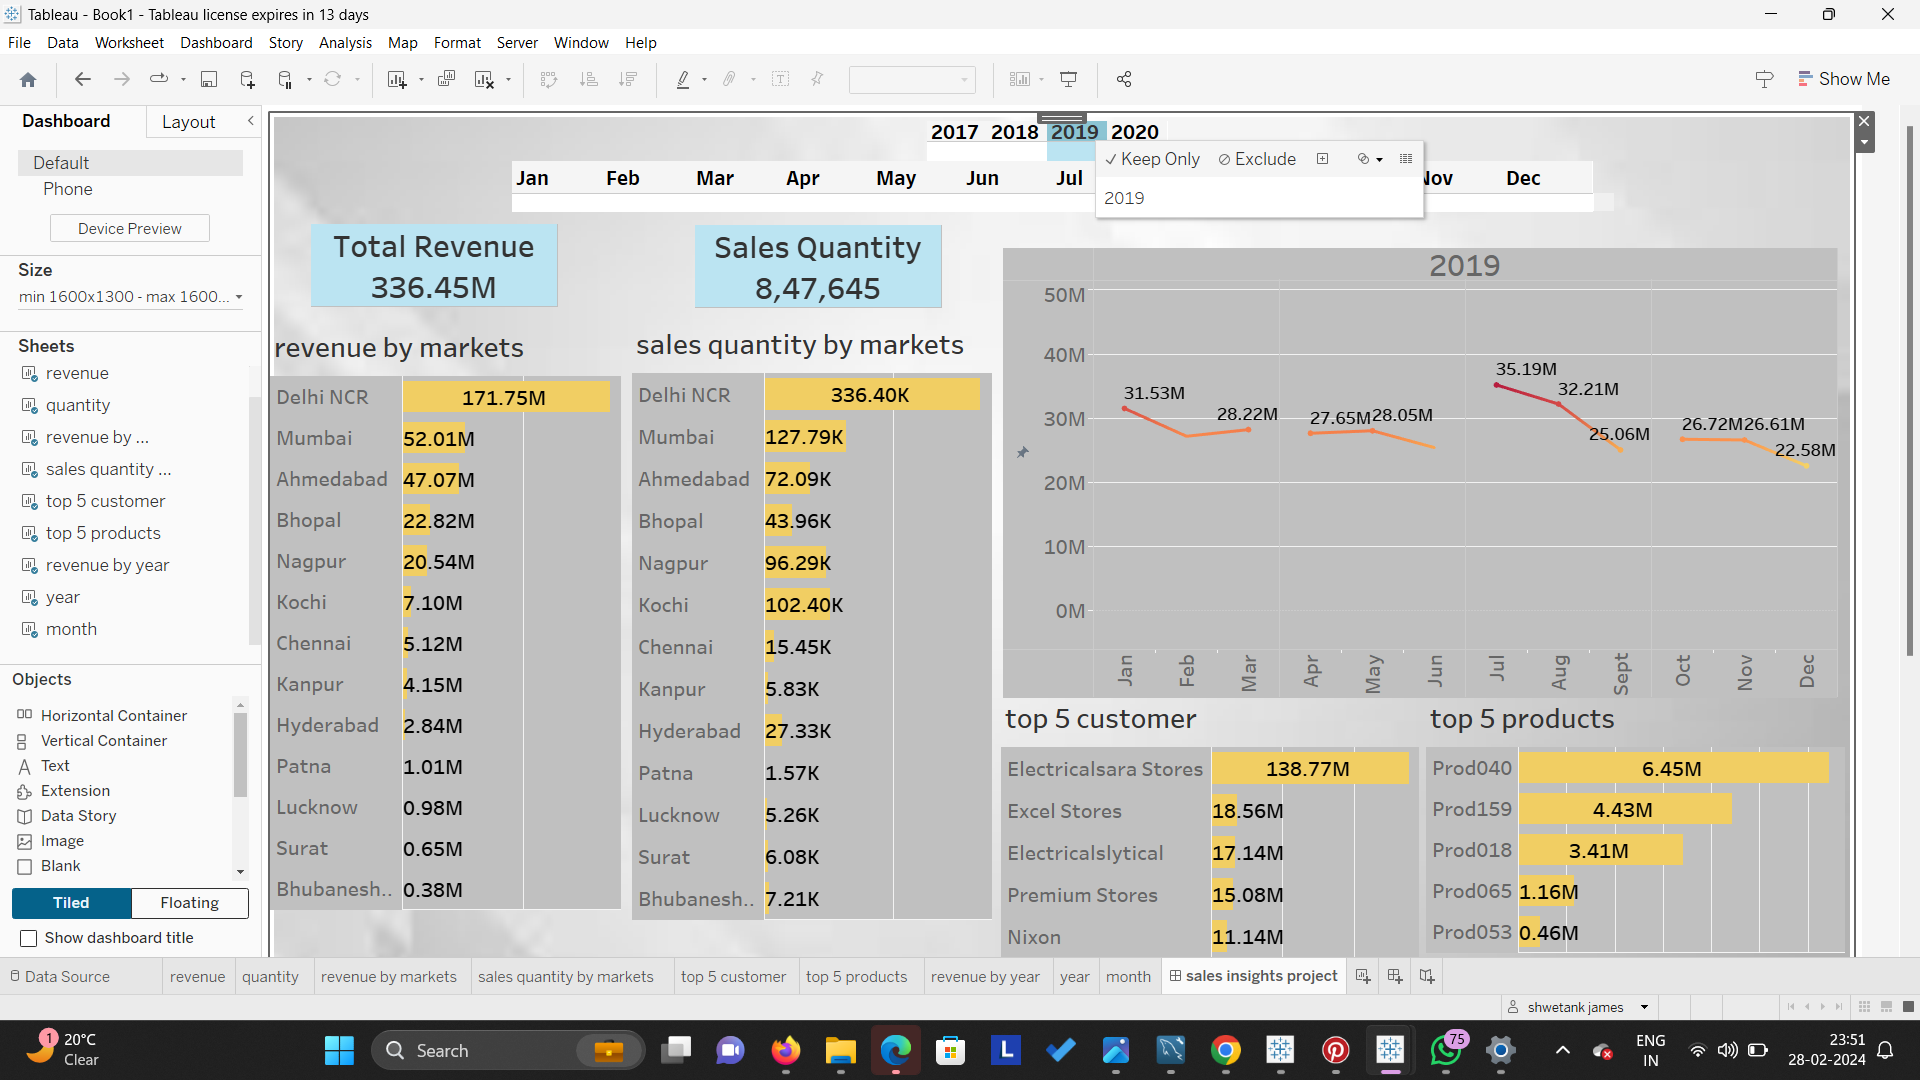 Tableau - Book1 - Tableau license expires in 13 days
File Data Worksheet Dashboard Story Analysis Map Format Server Window Help
Show Me
Dashboard Layout
Default
Phone
Device Preview
Size
min 1600x1300 - max 1600...
Sheets
revenue
quantity
revenue by ...
sales quantity ...
top 5 customer
top 5 products
revenue by year
year
month
Objects
Horizontal Container
Vertical Container
Text
Extension
Data Story
Image
Blank
Tiled Floating
Show dashboard title
2017 2018 2019 2020
Keep Only Exclude
2019
Jan Feb Mar Apr May Jun Jul Nov Dec
Total Revenue
336.45M
Sales Quantity
8,47,645
revenue by markets
Delhi NCR 171.75M
Mumbai 52.01M
Ahmedabad 47.07M
Bhopal 22.82M
Nagpur 20.54M
Kochi 7.10M
Chennai 5.12M
Kanpur 4.15M
Hyderabad 2.84M
Patna 1.01M
Lucknow 0.98M
Surat 0.65M
Bhubanesh.. 0.38M
sales quantity by markets
Delhi NCR 336.40K
Mumbai 127.79K
Ahmedabad 72.09K
Bhopal 43.96K
Nagpur 96.29K
Kochi 102.40K
Chennai 15.45K
Kanpur 5.83K
Hyderabad 27.33K
Patna 1.57K
Lucknow 5.26K
Surat 6.08K
Bhubanesh.. 7.21K
2019
50M
40M
30M
20M
10M
0M
31.53M 28.22M 27.65M 28.05M 35.19M 32.21M 25.06M 26.72M 26.61M 22.58M
Jan Feb Mar Apr May Jun Jul Aug Sept Oct Nov Dec
top 5 customer
Electricalsara Stores 138.77M
Excel Stores 18.56M
Electricalslytical 17.14M
Premium Stores 15.08M
Nixon 11.14M
top 5 products
Prod040 6.45M
Prod159 4.43M
Prod018 3.41M
Prod065 1.16M
Prod053 0.46M
Data Source revenue quantity revenue by markets sales quantity by markets top 5 customer top 5 products revenue by year year month sales insights project
shwetank james
1
20°C
Clear
Search
L
75
ENG
IN
23:51
28-02-2024